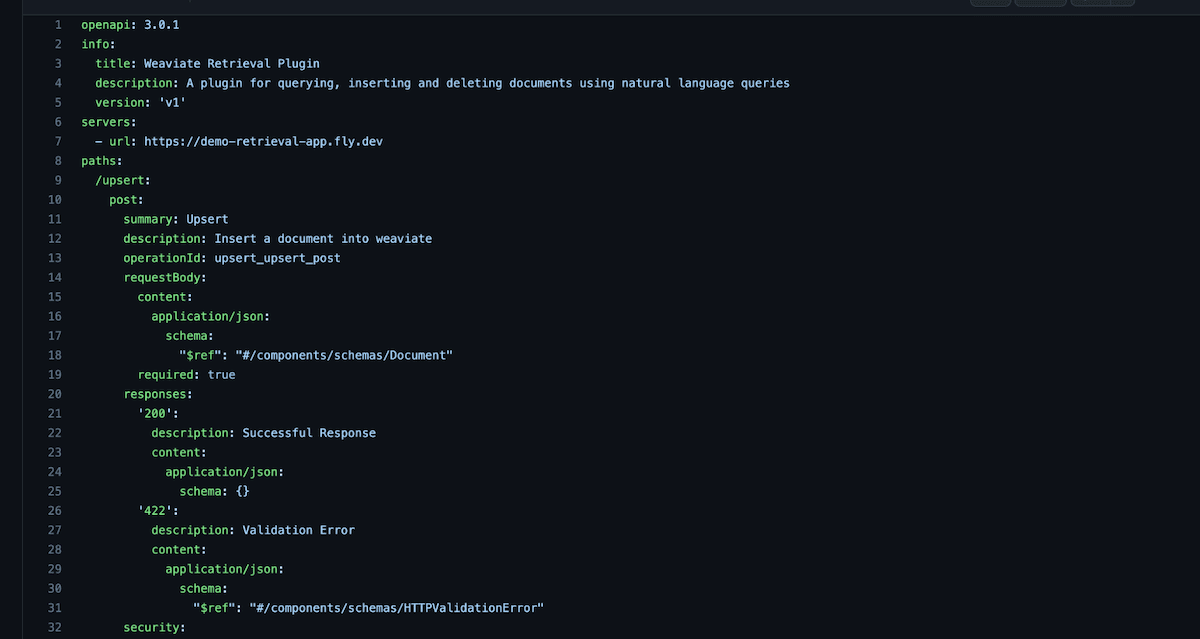 1 openapi: 3.0.1
2 info:
3   title: Weaviate Retrieval Plugin
4   description: A plugin for querying, inserting and deleting documents using natural language queries
5   version: 'v1'
6 servers:
7   - url: https://demo-retrieval-app.fly.dev
8 paths:
9   /upsert:
10     post:
11       summary: Upsert
12       description: Insert a document into weaviate
13       operationId: upsert_upsert_post
14       requestBody:
15         content:
16           application/json:
17             schema:
18               "$ref": "#/components/schemas/Document"
19         required: true
20       responses:
21         '200':
22           description: Successful Response
23           content:
24             application/json:
25               schema: {}
26         '422':
27           description: Validation Error
28           content:
29             application/json:
30               schema:
31                 "$ref": "#/components/schemas/HTTPValidationError"
32       security: